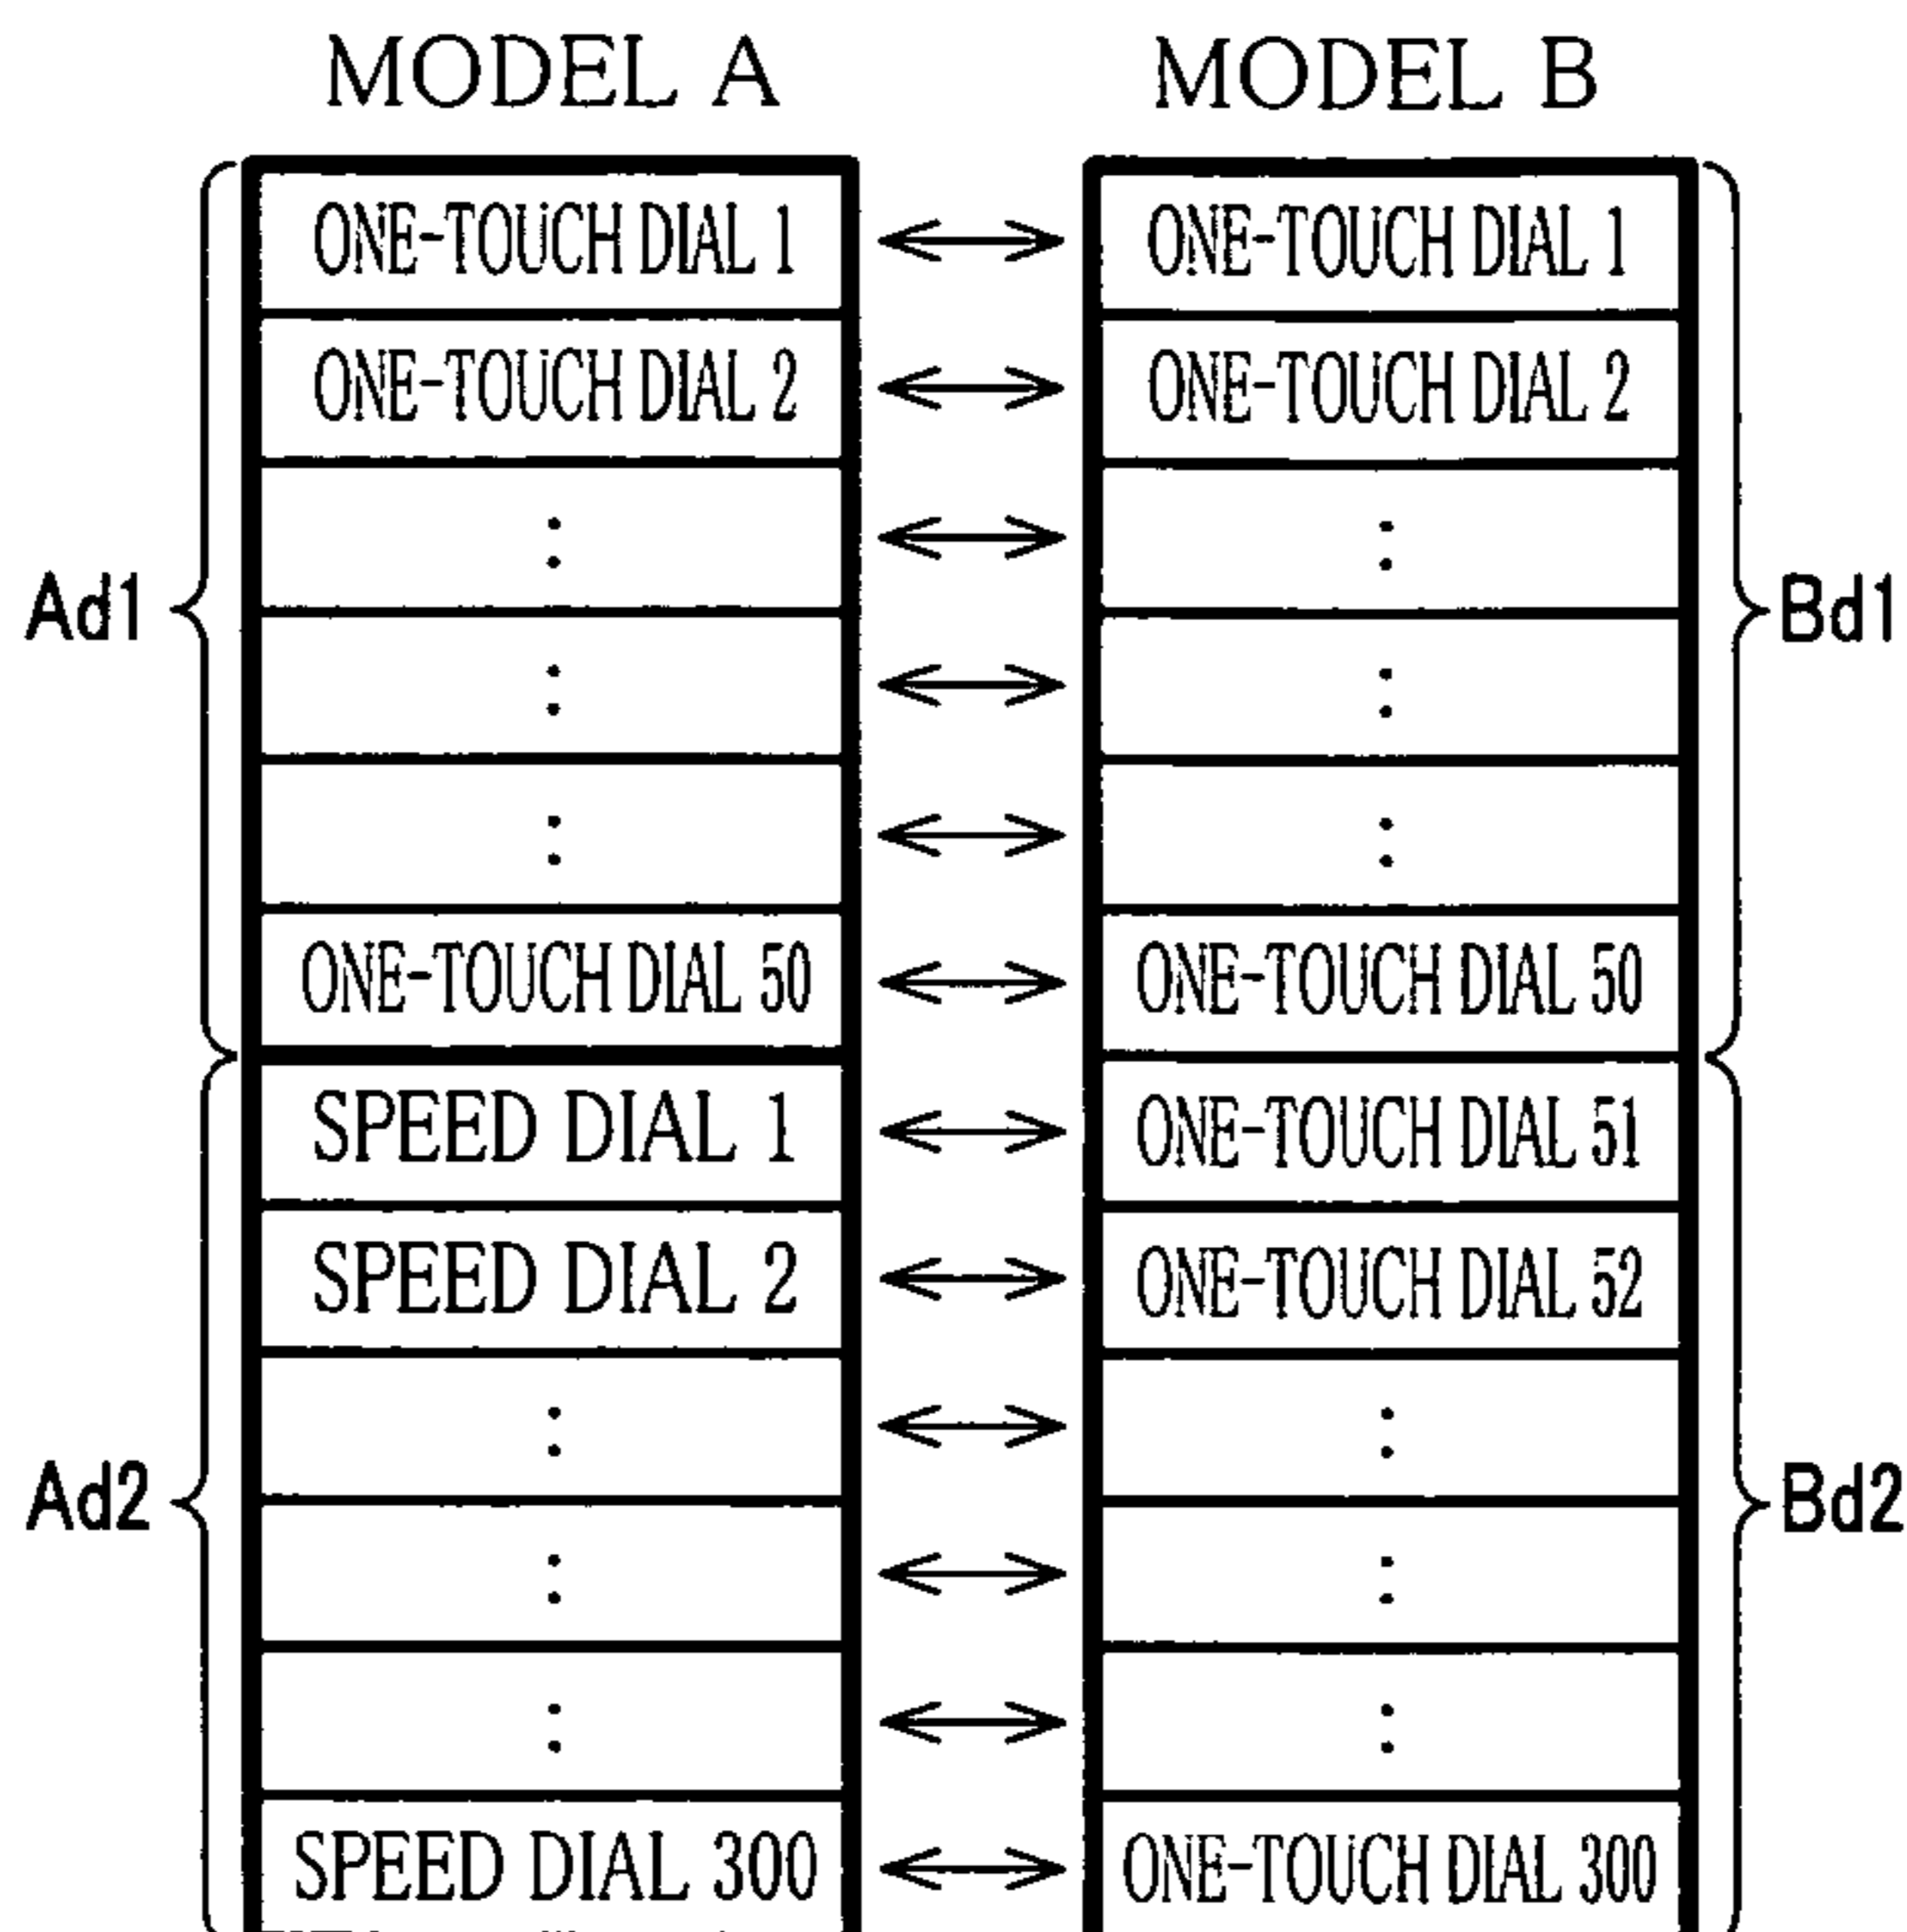 MODEL A MODEL B
ONE-TOUCH DIAL 1 ONE-TOUCH DIAL 1
ONE-TOUCH DIAL 2 ONE-TOUCH DIAL 2
: :
Ad1 Bd1
: :
: :
ONE-TOUCH DIAL 50 ONE-TOUCH DIAL 50
SPEED DIAL 1 ONE-TOUCH DIAL 51
SPEED DIAL 2 ONE-TOUCH DIAL 52
: :
Ad2 Bd2
: :
: :
SPEED DIAL 300 ONE-TOUCH DIAL 300